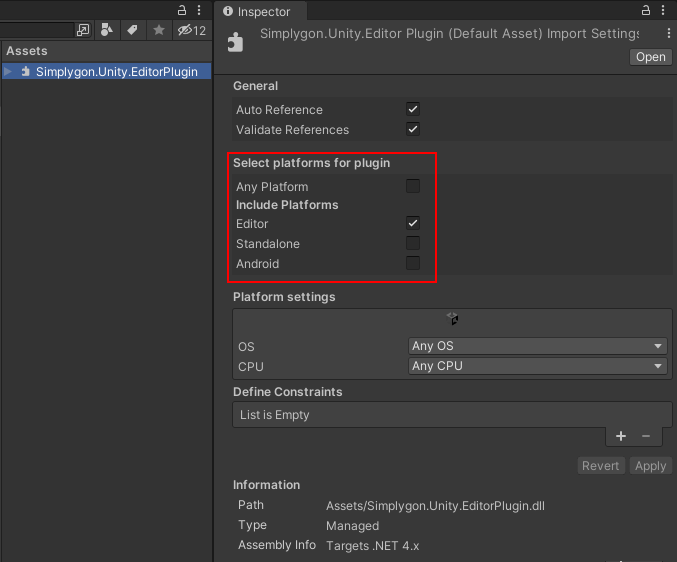 12
Assets
Simplygon.Unity.EditorPlugin
Inspector
Simplygon.Unity.Editor Plugin (Default Asset) Import Settings
Open
General
Auto Reference
Validate References
Select platforms for plugin
Any Platform
Include Platforms
Editor
Standalone
Android
Platform settings
OS Any OS
CPU Any CPU
Define Constraints
List is Empty
Revert Apply
Information
Path Assets/Simplygon.Unity.EditorPlugin.dll
Type Managed
Assembly Info Targets .NET 4.x